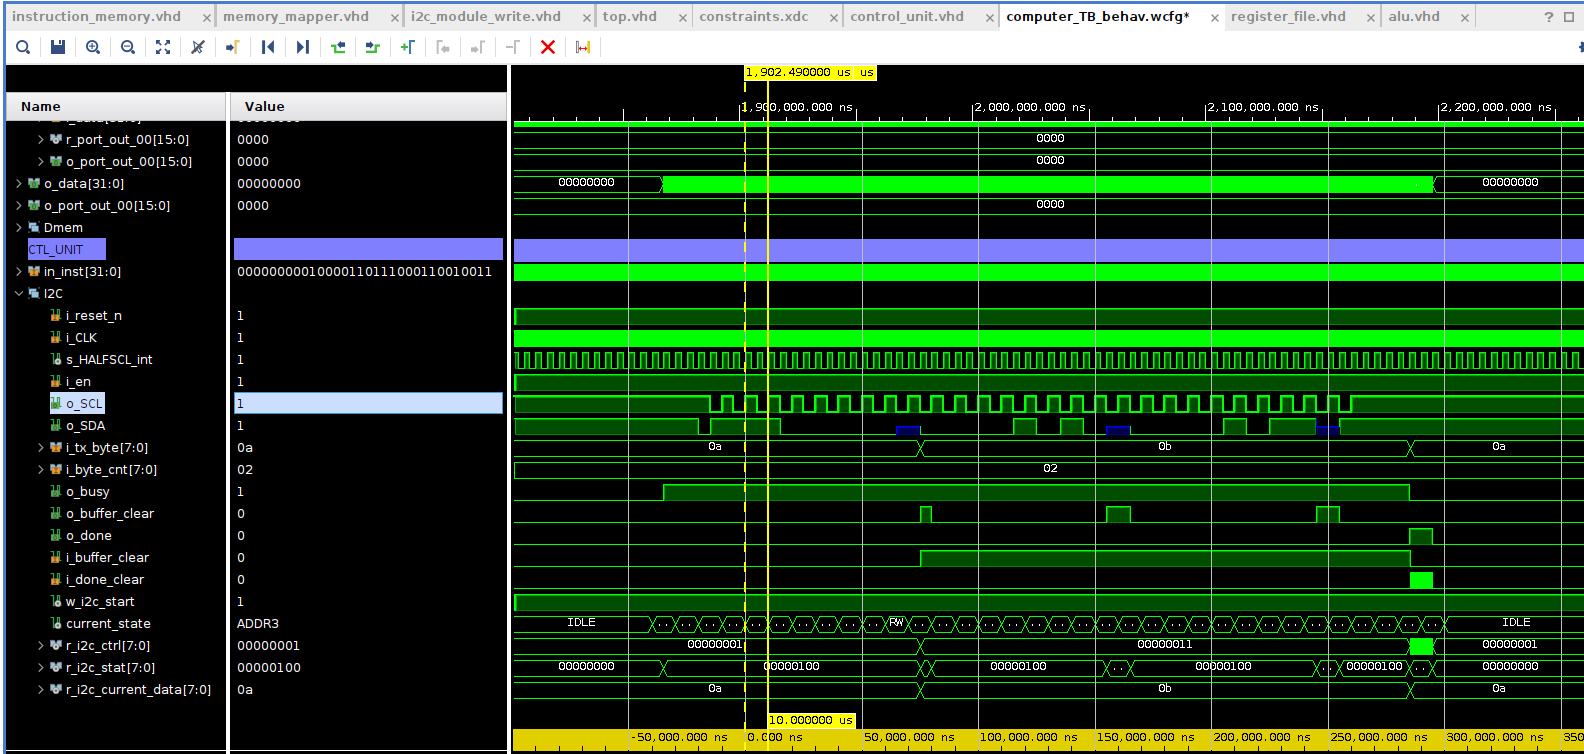 instruction_memory.vhd × memory_mapper.vhd × i2c_module_write.vhd × top.vhd × constraints.xdc × control_unit.vhd × computer_TB_behav.wcfg* × register_file.vhd × alu.vhd × ?
1,902.490000 us us
Name Value
1,900,000.000 ns 2,000,000.000 ns 2,100,000.000 ns 2,200,000.000 ns
r_port_out_00[15:0] 0000 0000
o_port_out_00[15:0] 0000 0000
o_data[31:0] 00000000 00000000 00000000
o_port_out_00[15:0] 0000 0000
Dmem
CTL_UNIT
in_inst[31:0] 00000000010000110111000110010011
I2C
i_reset_n 1
i_CLK 1
s_HALFSCL_int 1
i_en 1
o_SCL 1
o_SDA 1
i_tx_byte[7:0] 0a 0a 0b 0a
i_byte_cnt[7:0] 02 02
o_busy 1
o_buffer_clear 0
o_done 0
i_buffer_clear 0
i_done_clear 0
w_i2c_start 1
current_state ADDR3 IDLE RW IDLE
r_i2c_ctrl[7:0] 00000001 00000001 00000011 00000001
r_i2c_stat[7:0] 00000100 00000000 00000100 00000100 00000100 00000100 00000000
r_i2c_current_data[7:0] 0a 0a 0b 0a
10.000000 us
-50,000.000 ns 0.000 ns 50,000.000 ns 100,000.000 ns 150,000.000 ns 200,000.000 ns 250,000.000 ns 300,000.000 ns 350